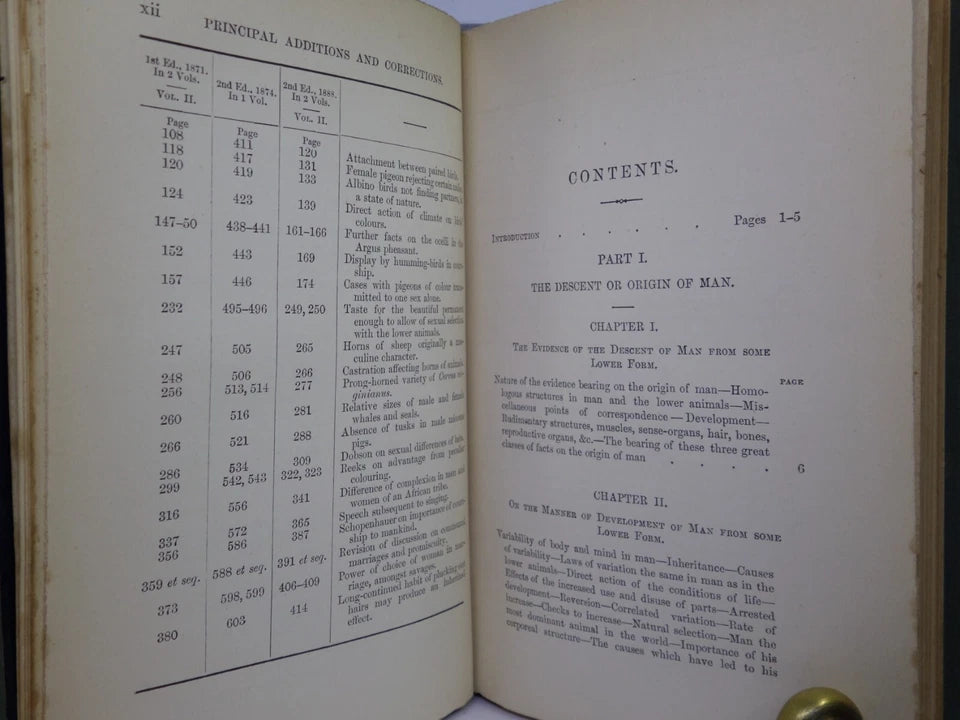 xii
PRINCIPAL ADDITIONS AND CORRECTIONS.
1st Ed., 1871. In 2 Vols. VOL. II.
2nd Ed., 1874. In 1 Vol.
2nd Ed., 1888. In 2 Vols. VOL. II.
Page Page Page
108 411 120 Attachment between paired birds.
118 417 131 Female pigeon rejecting certain males.
120 419 133 Albino birds not finding partners, in
a state of nature.
124 423 139 Direct action of climate on birds'
colours.
147–50 438–441 161–166 Further facts on the ocelli in the
Argus pheasant.
152 443 169 Display by humming-birds in court-
ship.
157 446 174 Cases with pigeons of colour trans-
mitted to one sex alone.
232 495–496 249, 250 Taste for the beautiful permanent
enough to allow of sexual selection
with the lower animals.
247 505 265 Horns of sheep originally a mas-
culine character.
248 506 266 Castration affecting horns of animals.
256 513, 514 277 Prong-horned variety of Cervus vir-
ginianus.
260 516 281 Relative sizes of male and female
whales and seals.
266 521 288 Absence of tusks in male miocene
pigs.
286 534 309 Dobson on sexual differences of bats.
299 542, 543 322, 323 Reeks on advantage from peculiar
colouring.
316 556 341 Difference of complexion in men and
women of an African tribe.
337 572 365 Speech subsequent to singing.
356 586 387 Schopenhauer on importance of court-
ship to mankind.
359 et seq. 588 et seq. 391 et seq. Revision of discussion on communal
marriages and promiscuity.
373 598, 599 406–409 Power of choice of woman in mar-
riage, amongst savages.
380 603 414 Long-continued habit of plucking out
hairs may produce an inherited
effect.
CONTENTS.
INTRODUCTION . . . . . . Pages 1–5
PART I.
THE DESCENT OR ORIGIN OF MAN.
CHAPTER I.
THE EVIDENCE OF THE DESCENT OF MAN FROM SOME
LOWER FORM.
PAGE
Nature of the evidence bearing on the origin of man—Homo-
logous structures in man and the lower animals—Mis-
cellaneous points of correspondence—Development—
Rudimentary structures, muscles, sense-organs, hair, bones,
reproductive organs, &c.—The bearing of these three great
classes of facts on the origin of man . . . . 6
CHAPTER II.
ON THE MANNER OF DEVELOPMENT OF MAN FROM SOME
LOWER FORM.
Variability of body and mind in man—Inheritance—Causes
of variability—Laws of variation the same in man as in the
lower animals—Direct action of the conditions of life—
Effects of the increased use and disuse of parts—Arrested
development—Reversion—Correlated variation—Rate of
increase—Checks to increase—Natural selection—Man the
most dominant animal in the world—Importance of his
corporeal structure—The causes which have led to his